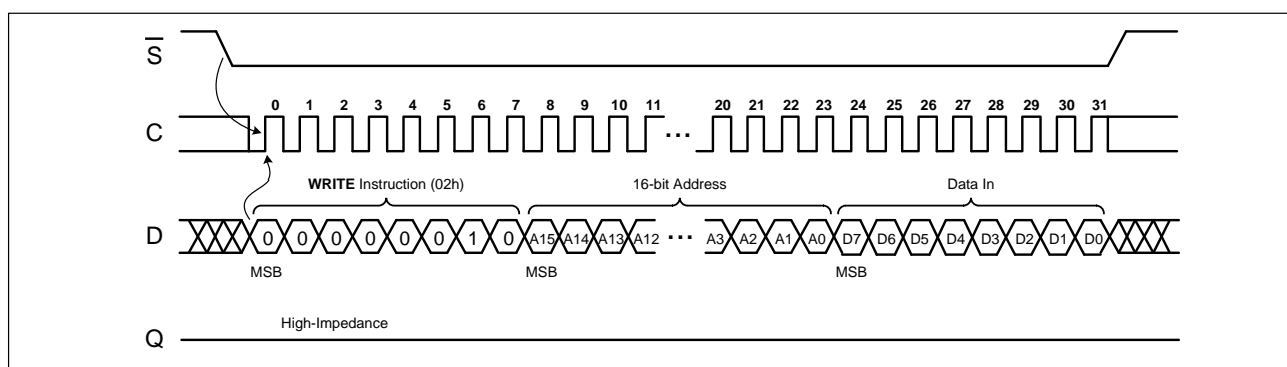 S
0 1 2 3 4 5 6 7 8 9 10 11 20 21 22 23 24 25 26 27 28 29 30 31
C ...
WRITE Instruction (02h) 16-bit Address Data In
D 0 0 0 0 0 0 1 0 A15 A14 A13 A12 ... A3 A2 A1 A0 D7 D6 D5 D4 D3 D2 D1 D0
MSB MSB MSB
High-Impedance
Q